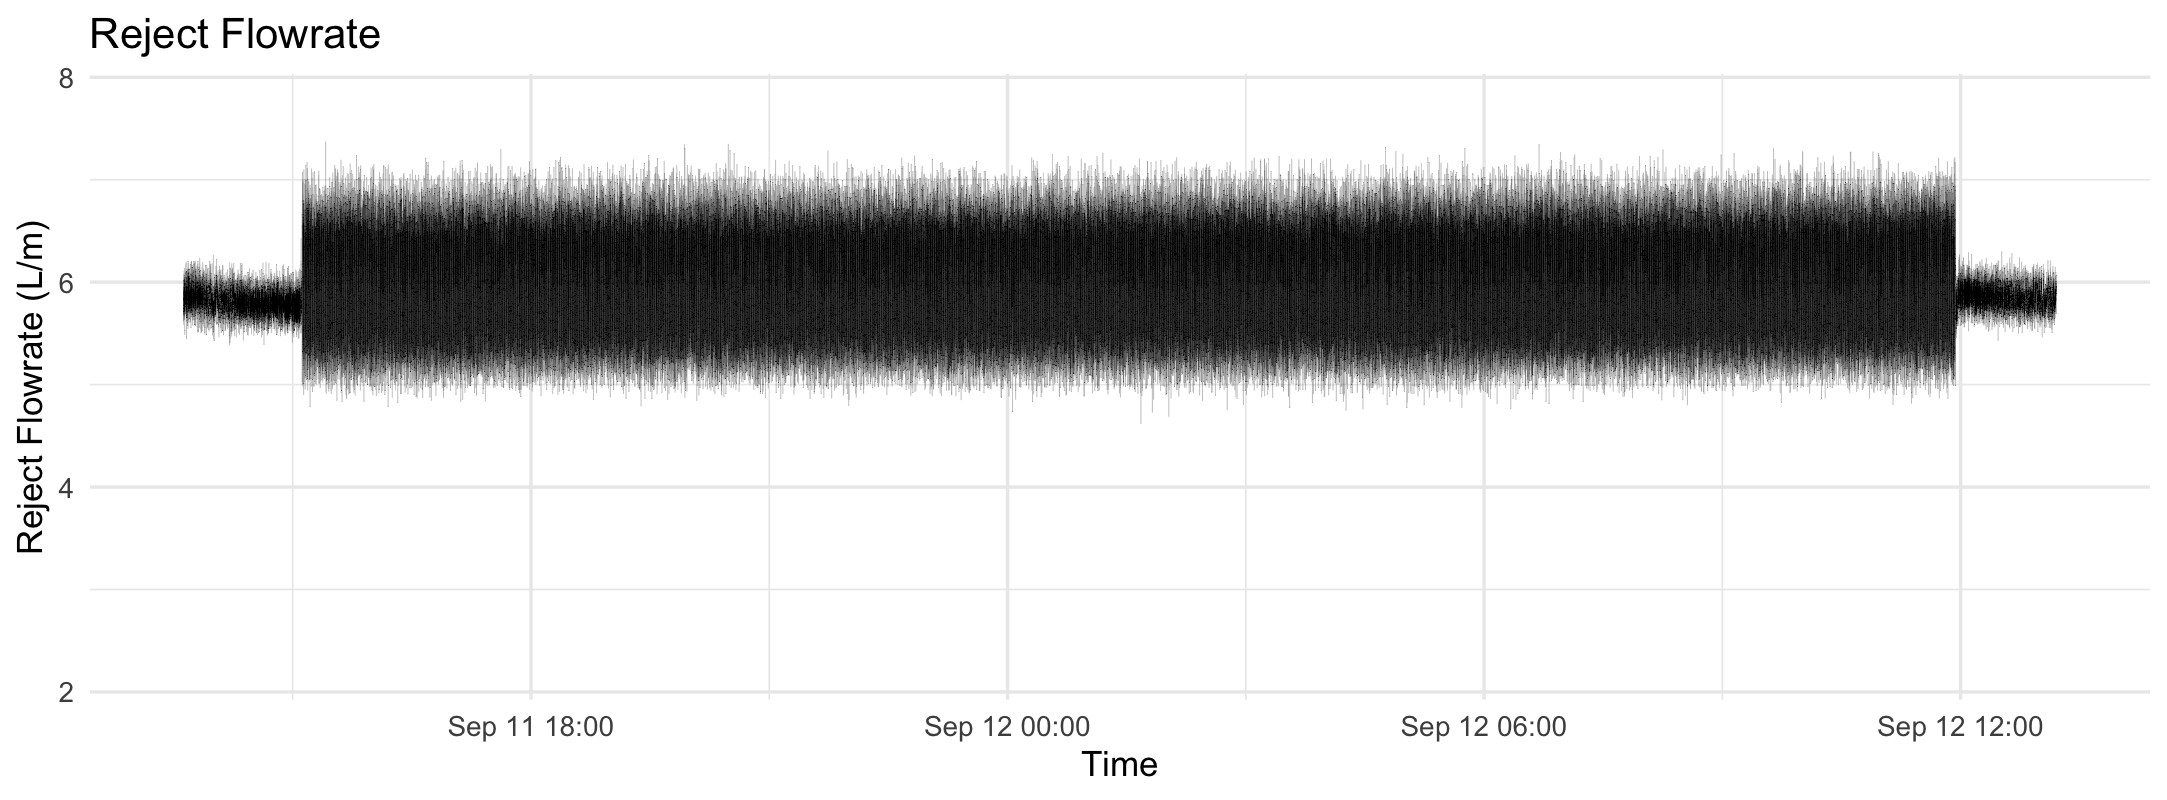 Reject Flowrate
8
6
4
2
Reject Flowrate (L/m)
Sep 11 18:00
Sep 12 00:00
Sep 12 06:00
Sep 12 12:00
Time